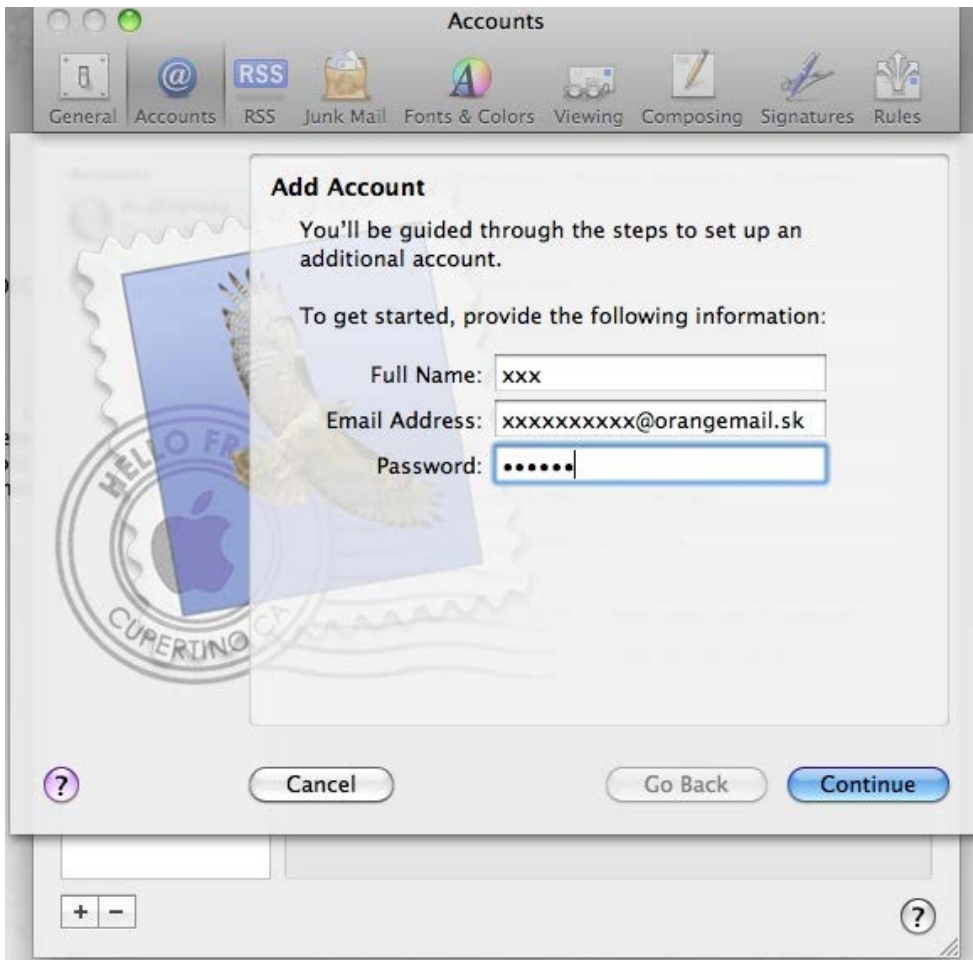 Accounts
RSS
General Accounts RSS Junk Mail Fonts & Colors Viewing Composing Signatures Rules
Add Account
You'll be guided through the steps to set up an
additional account.
To get started, provide the following information:
Full Name: xxx
Email Address: xxxxxxxxxx@orangemail.sk
Password: ••••••
HELLO FR
CUPERTINO CA
? Cancel Go Back Continue
+ − ?